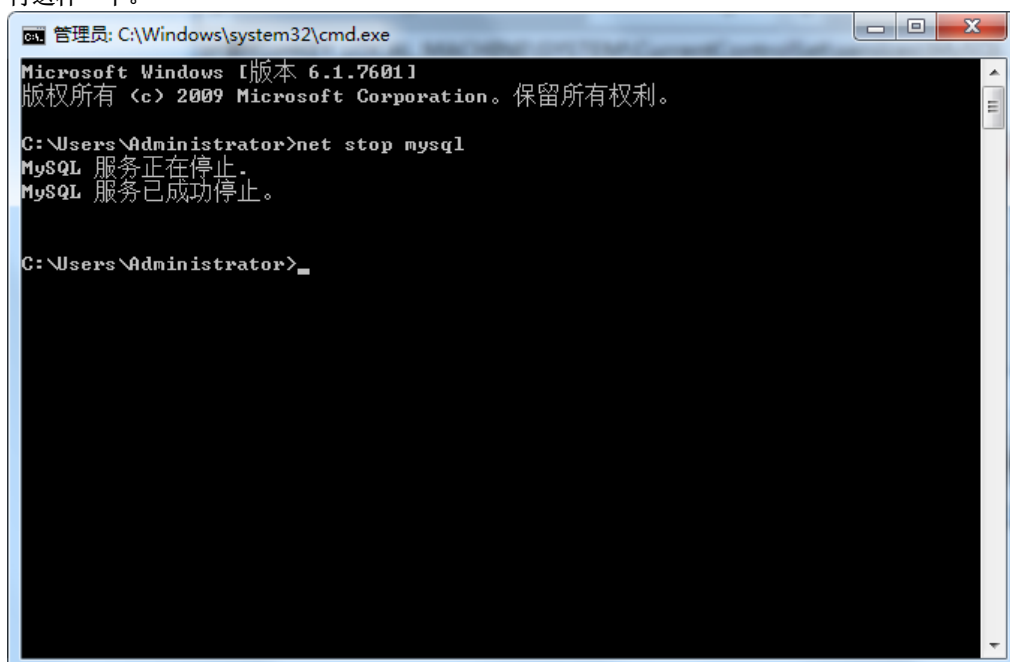 管理员: C:\Windows\system32\cmd.exe
Microsoft Windows [版本 6.1.7601]
版权所有 (c) 2009 Microsoft Corporation。保留所有权利。
C:\Users\Administrator>net stop mysql
MySQL 服务正在停止.
MySQL 服务已成功停止。
C:\Users\Administrator>